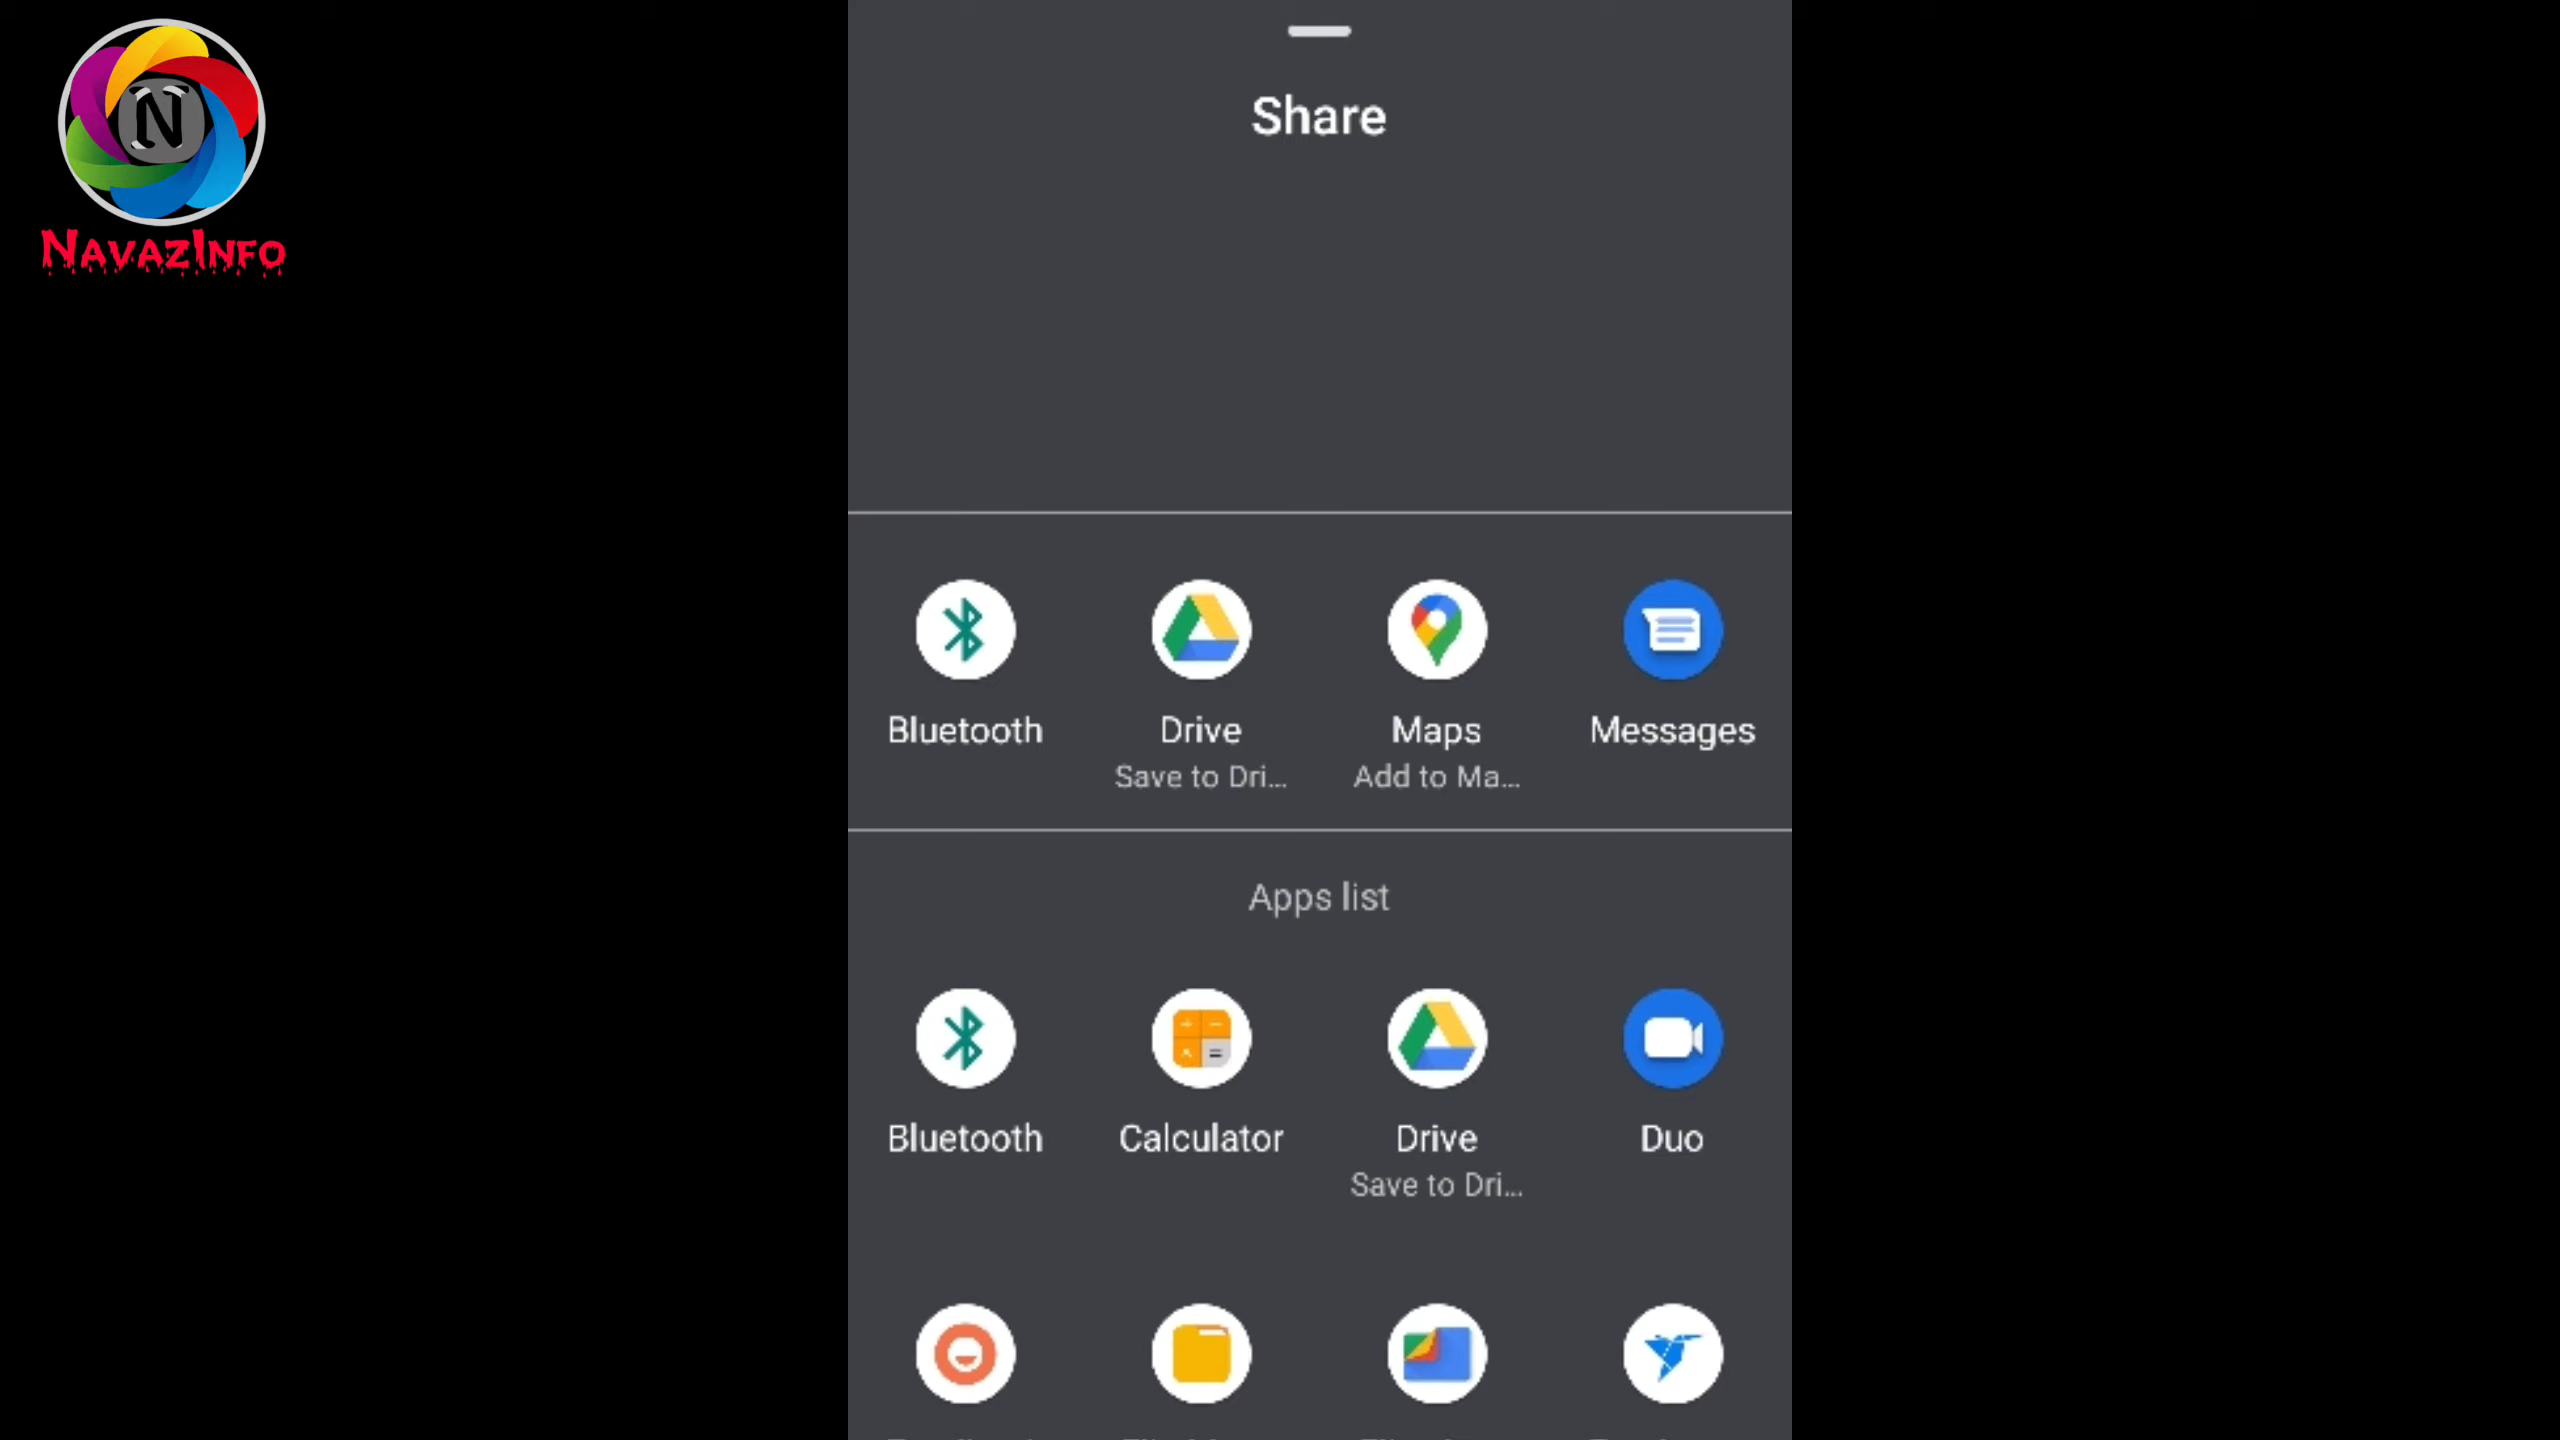 N
NAVAZINFO
Share
Bluetooth
Drive
Maps
Messages
Save to Dri...
Add to Ma...
Apps list
Bluetooth
Calculator
Drive
Duo
Save to Dri...